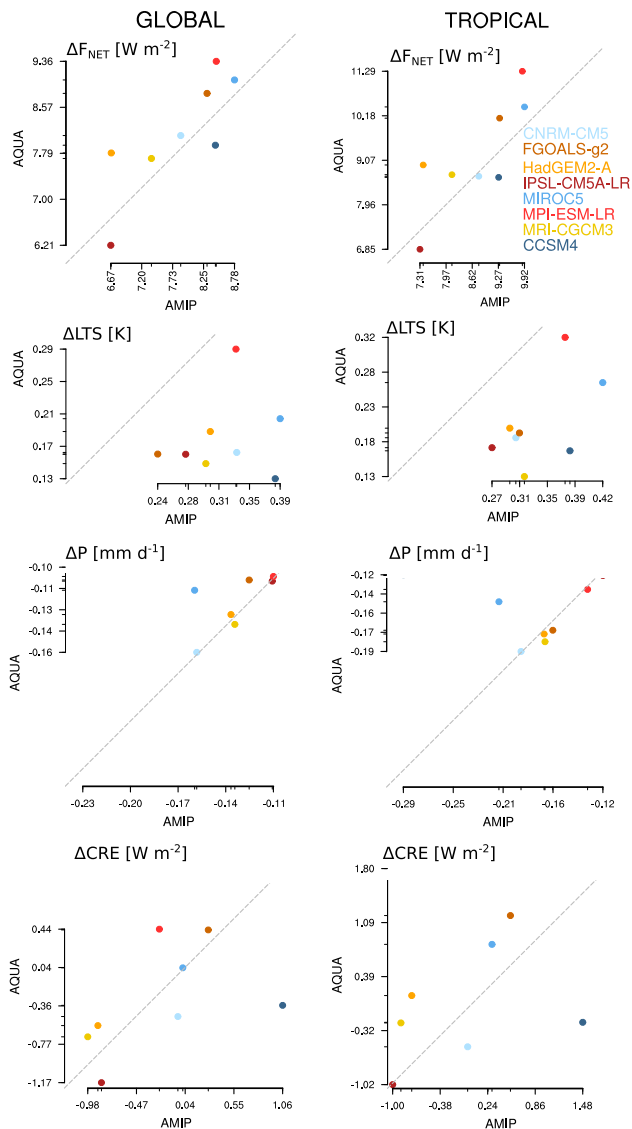 GLOBAL
TROPICAL
ΔF_NET [W m⁻²]
9.36
8.57
7.79
7.00
6.21
AQUA
6.67
7.20
7.73
8.25
8.78
AMIP
ΔF_NET [W m⁻²]
11.29
10.18
9.07
7.96
6.85
AQUA
CNRM-CM5
FGOALS-g2
HadGEM2-A
IPSL-CM5A-LR
MIROC5
MPI-ESM-LR
MRI-CGCM3
CCSM4
7.31
7.97
8.62
9.27
9.92
AMIP
ΔLTS [K]
0.29
0.25
0.21
0.17
0.13
AQUA
0.24
0.28
0.31
0.35
0.39
AMIP
ΔLTS [K]
0.32
0.28
0.23
0.18
0.13
AQUA
0.27
0.31
0.35
0.39
0.42
AMIP
ΔP [mm d⁻¹]
-0.10
-0.11
-0.13
-0.14
-0.16
AQUA
-0.23
-0.20
-0.17
-0.14
-0.11
AMIP
ΔP [mm d⁻¹]
-0.12
-0.14
-0.17
-0.19
AQUA
-0.29
-0.25
-0.21
-0.16
-0.12
AMIP
ΔCRE [W m⁻²]
0.44
0.04
-0.36
-0.77
-1.17
AQUA
-0.98
-0.47
0.04
0.55
1.06
AMIP
ΔCRE [W m⁻²]
1.80
1.09
0.39
-0.32
-1.02
AQUA
-1.00
-0.38
0.24
0.86
1.48
AMIP